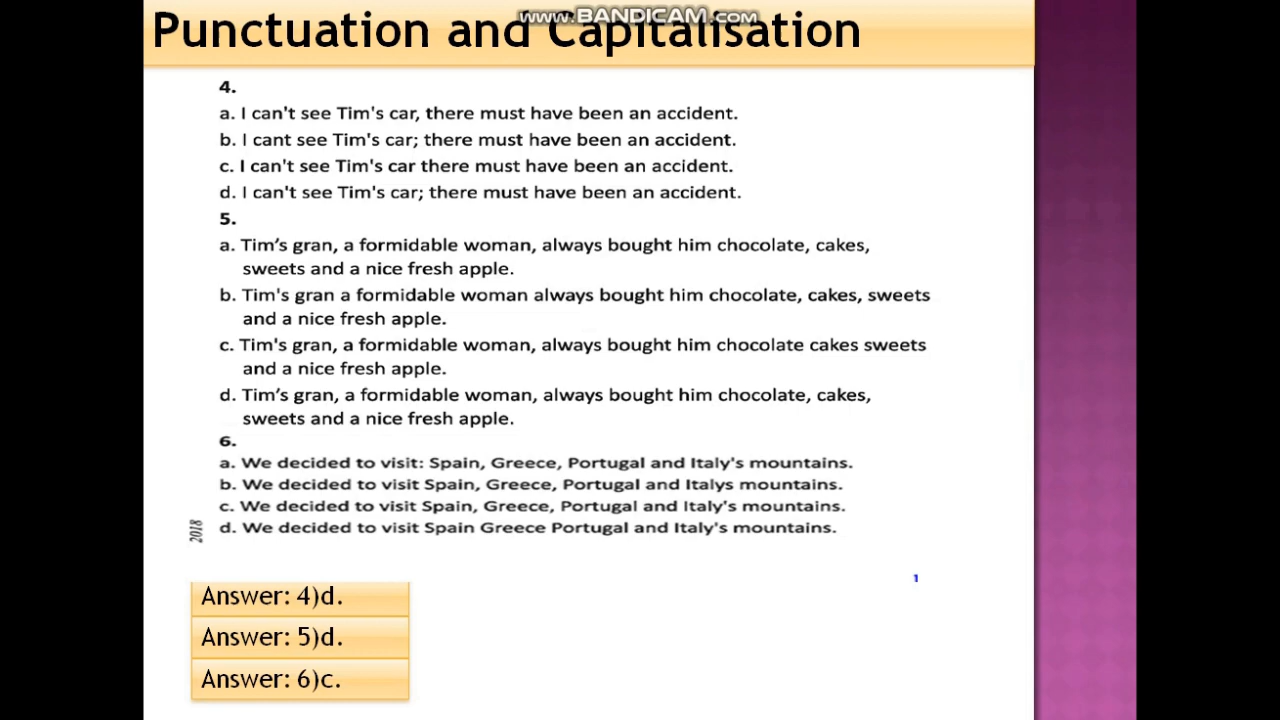 www.BANDICAM.com
Punctuation and Capitalisation
4.
a. I can't see Tim's car, there must have been an accident.
b. I cant see Tim's car; there must have been an accident.
c. I can't see Tim's car there must have been an accident.
d. I can't see Tim's car; there must have been an accident.
5.
a. Tim’s gran, a formidable woman, always bought him chocolate, cakes,
sweets and a nice fresh apple.
b. Tim's gran a formidable woman always bought him chocolate, cakes, sweets
and a nice fresh apple.
c. Tim's gran, a formidable woman, always bought him chocolate cakes sweets
and a nice fresh apple.
d. Tim’s gran, a formidable woman, always bought him chocolate, cakes,
sweets and a nice fresh apple.
6.
a. We decided to visit: Spain, Greece, Portugal and Italy's mountains.
b. We decided to visit Spain, Greece, Portugal and Italys mountains.
c. We decided to visit Spain, Greece, Portugal and Italy's mountains.
d. We decided to visit Spain Greece Portugal and Italy's mountains.
2018
1
Answer: 4)d.
Answer: 5)d.
Answer: 6)c.